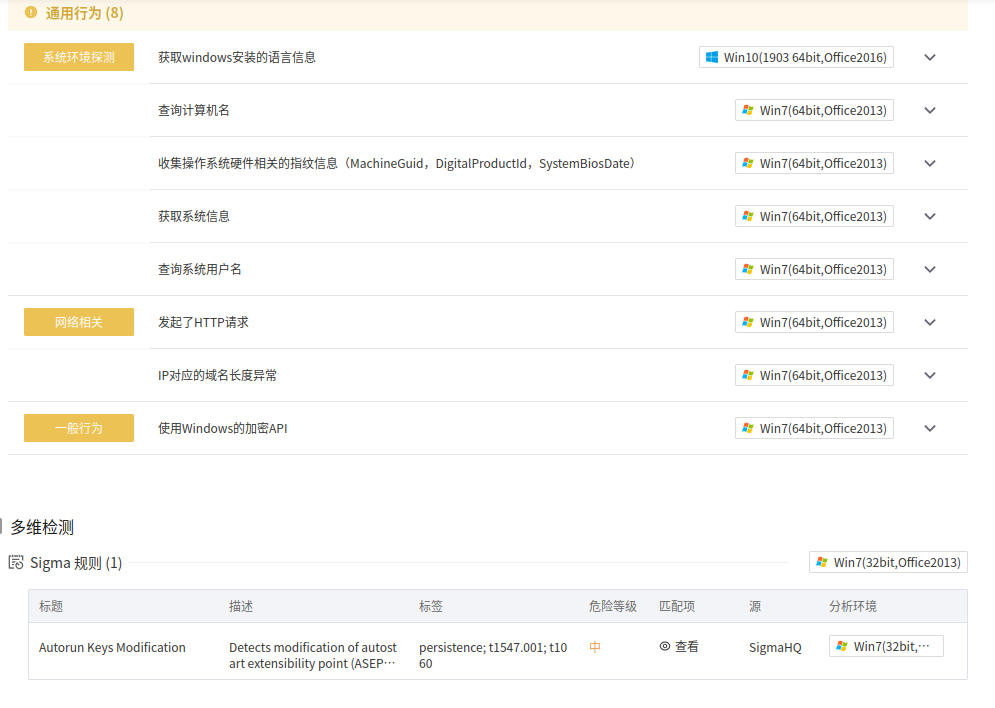 通用行为 (8)
系统环境探测 获取windows安装的语言信息 Win10(1903 64bit,Office2016)
查询计算机名 Win7(64bit,Office2013)
收集操作系统硬件相关的指纹信息（MachineGuid，DigitalProductId，SystemBiosDate） Win7(64bit,Office2013)
获取系统信息 Win7(64bit,Office2013)
查询系统用户名 Win7(64bit,Office2013)
网络相关 发起了HTTP请求 Win7(64bit,Office2013)
IP对应的域名长度异常 Win7(64bit,Office2013)
一般行为 使用Windows的加密API Win7(64bit,Office2013)
多维检测
Sigma 规则 (1) Win7(32bit,Office2013)
标题 描述 标签 危险等级 匹配项 源 分析环境
Autorun Keys Modification Detects modification of autost persistence; t1547.001; t10 中 查看 SigmaHQ Win7(32bit,···
art extensibility point (ASEP··· 60